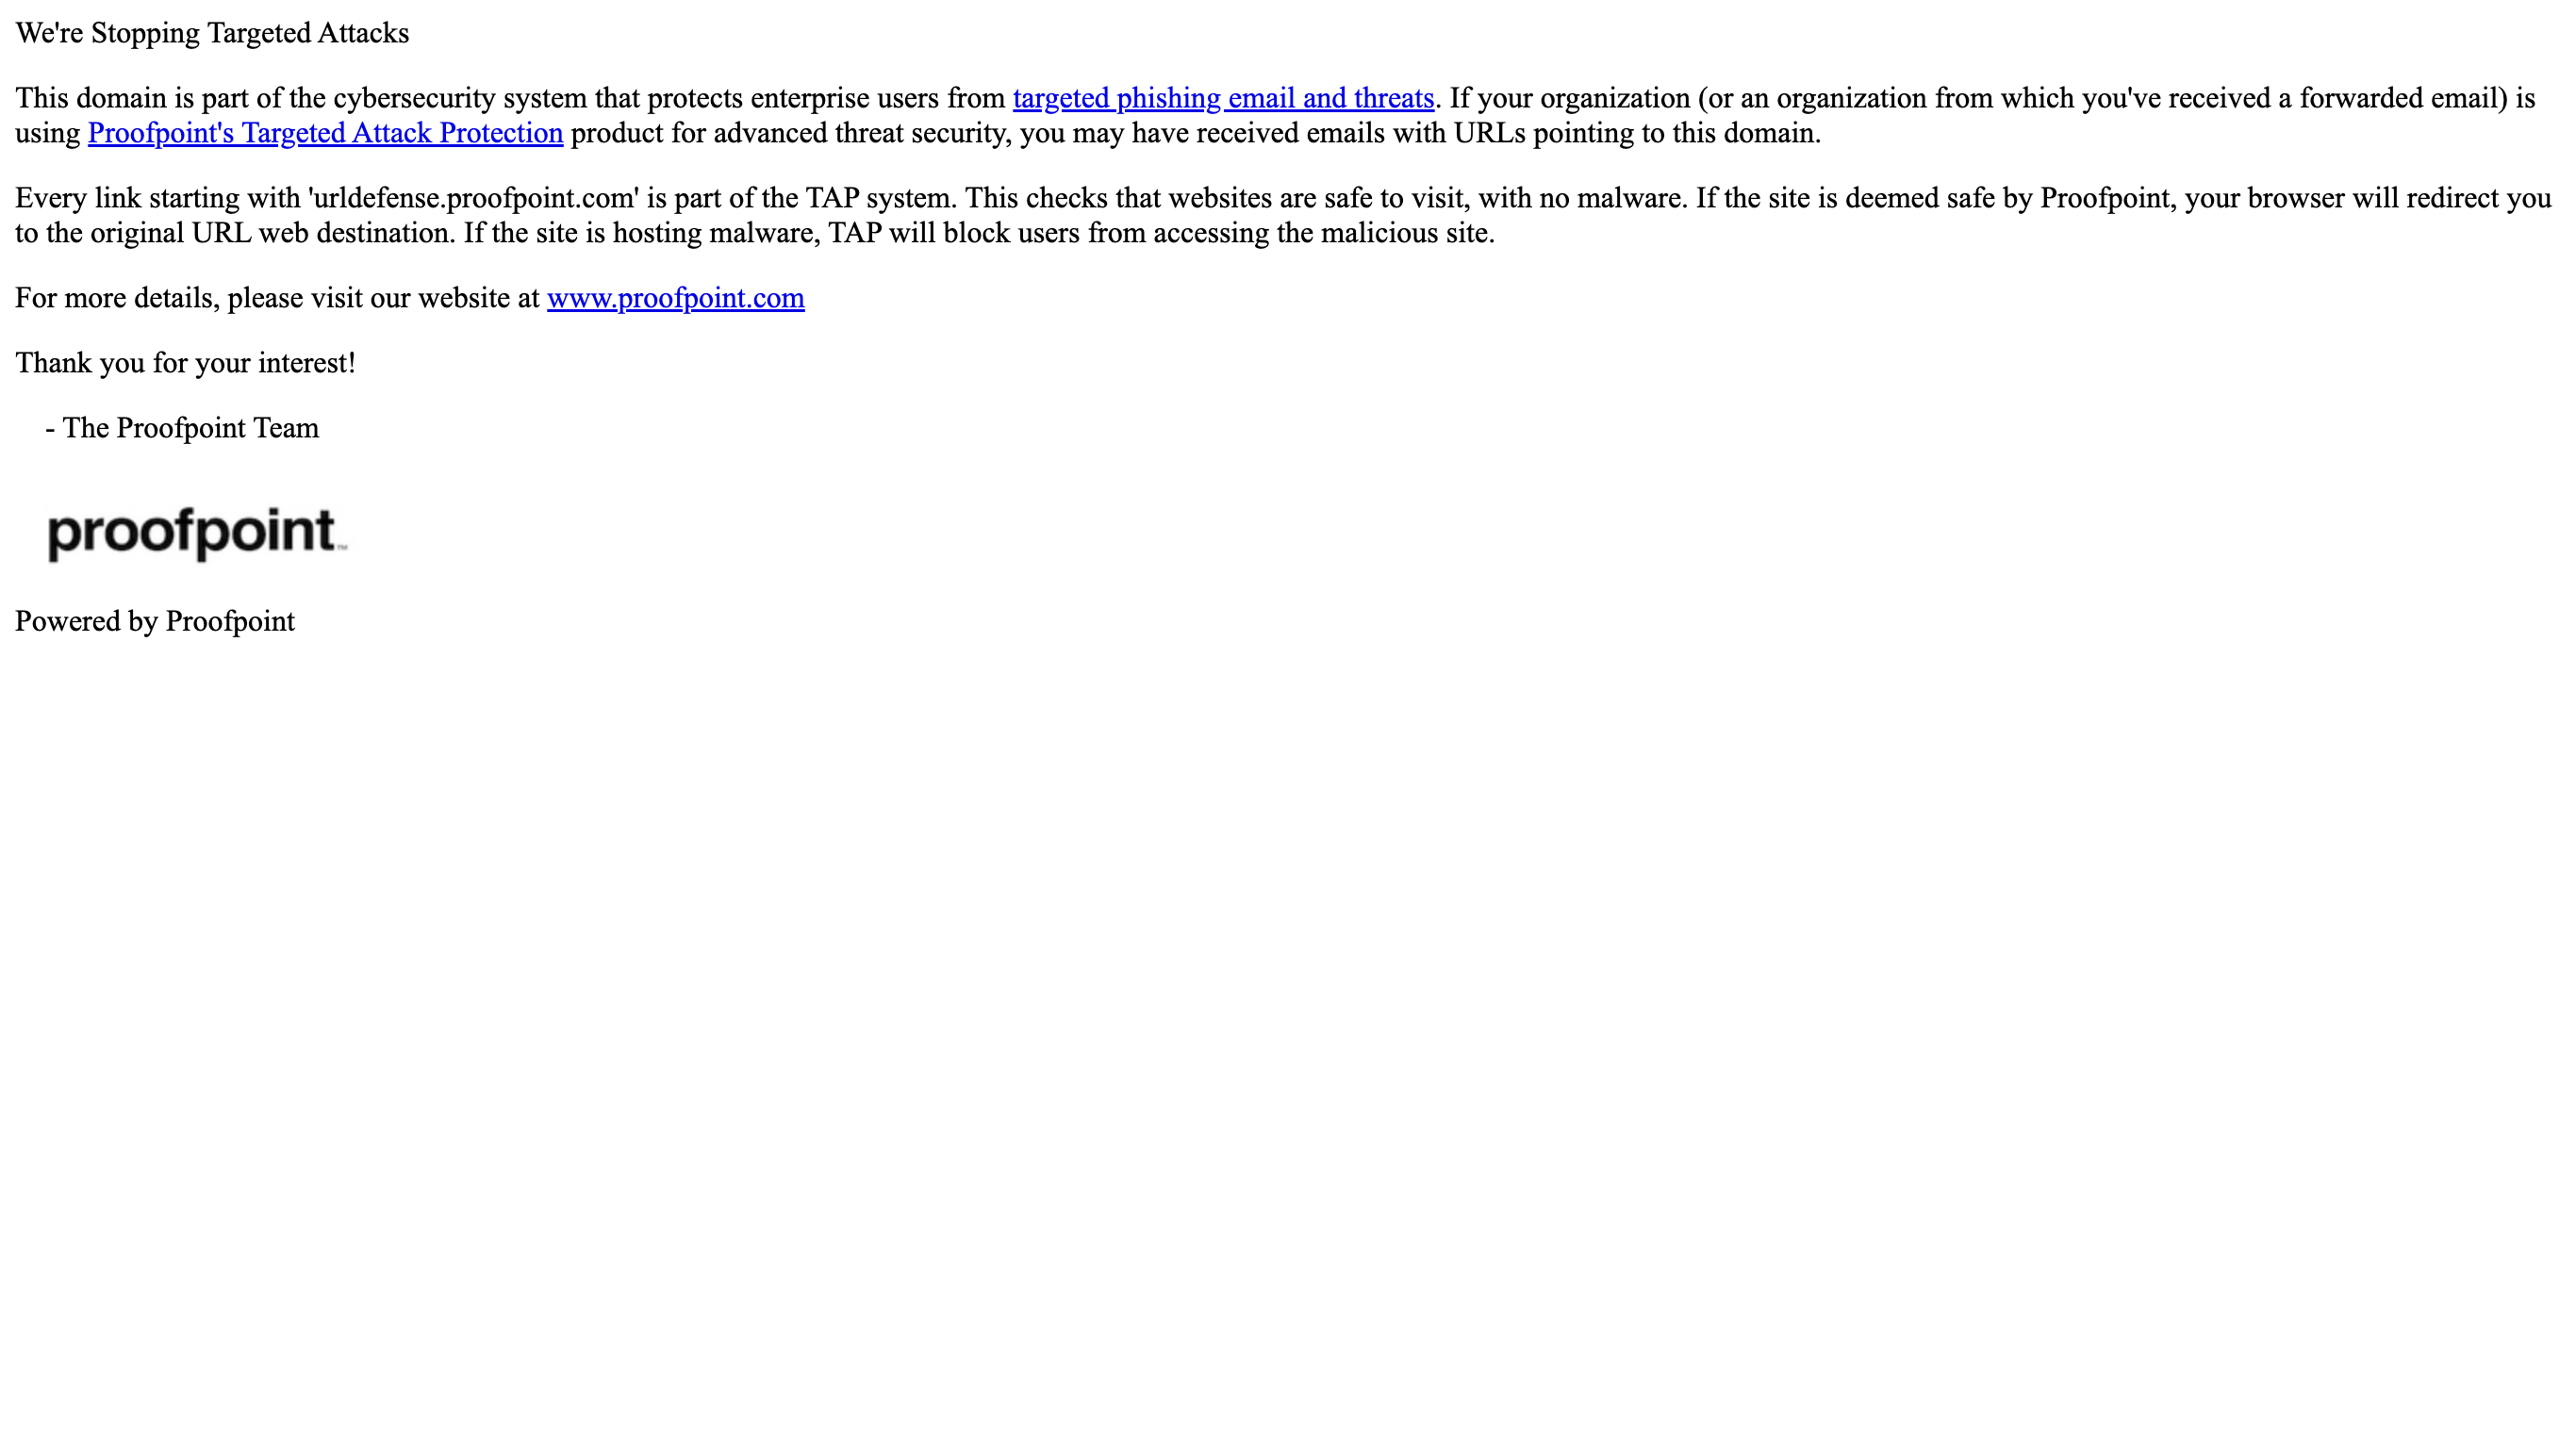 We're Stopping Targeted Attacks
This domain is part of the cybersecurity system that protects enterprise users from targeted phishing email and threats. If your organization (or an organization from which you've received a forwarded email) is
using Proofpoint's Targeted Attack Protection product for advanced threat security, you may have received emails with URLs pointing to this domain.
Every link starting with 'urldefense.proofpoint.com' is part of the TAP system. This checks that websites are safe to visit, with no malware. If the site is deemed safe by Proofpoint, your browser will redirect you
to the original URL web destination. If the site is hosting malware, TAP will block users from accessing the malicious site.
For more details, please visit our website at www.proofpoint.com
Thank you for your interest!
- The Proofpoint Team
proofpoint™
Powered by Proofpoint